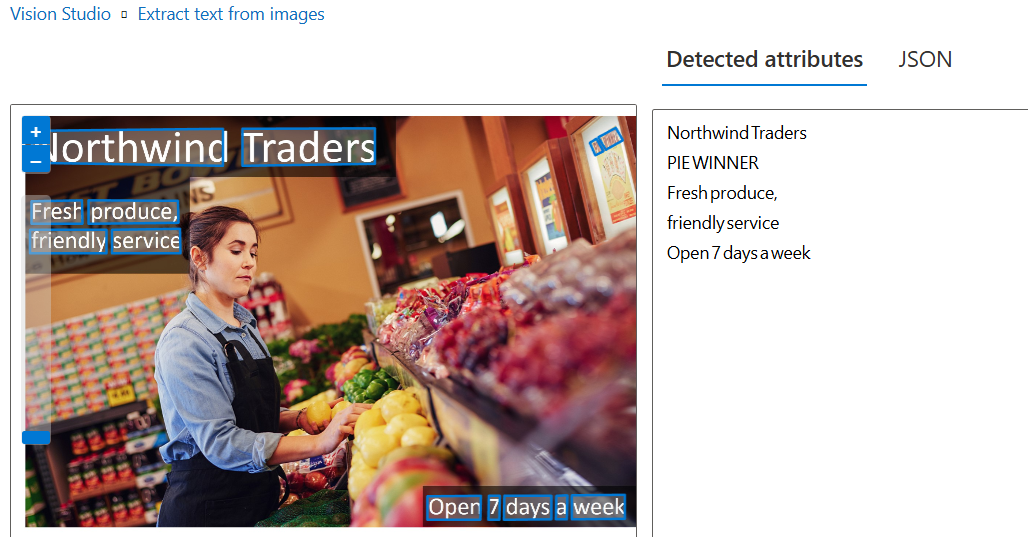 Vision Studio Extract text from images
Detected attributes JSON
+
−
Northwind Traders
Fresh produce,
friendly service
Open 7 days a week
Northwind Traders
PIE WINNER
Fresh produce,
friendly service
Open 7 days a week